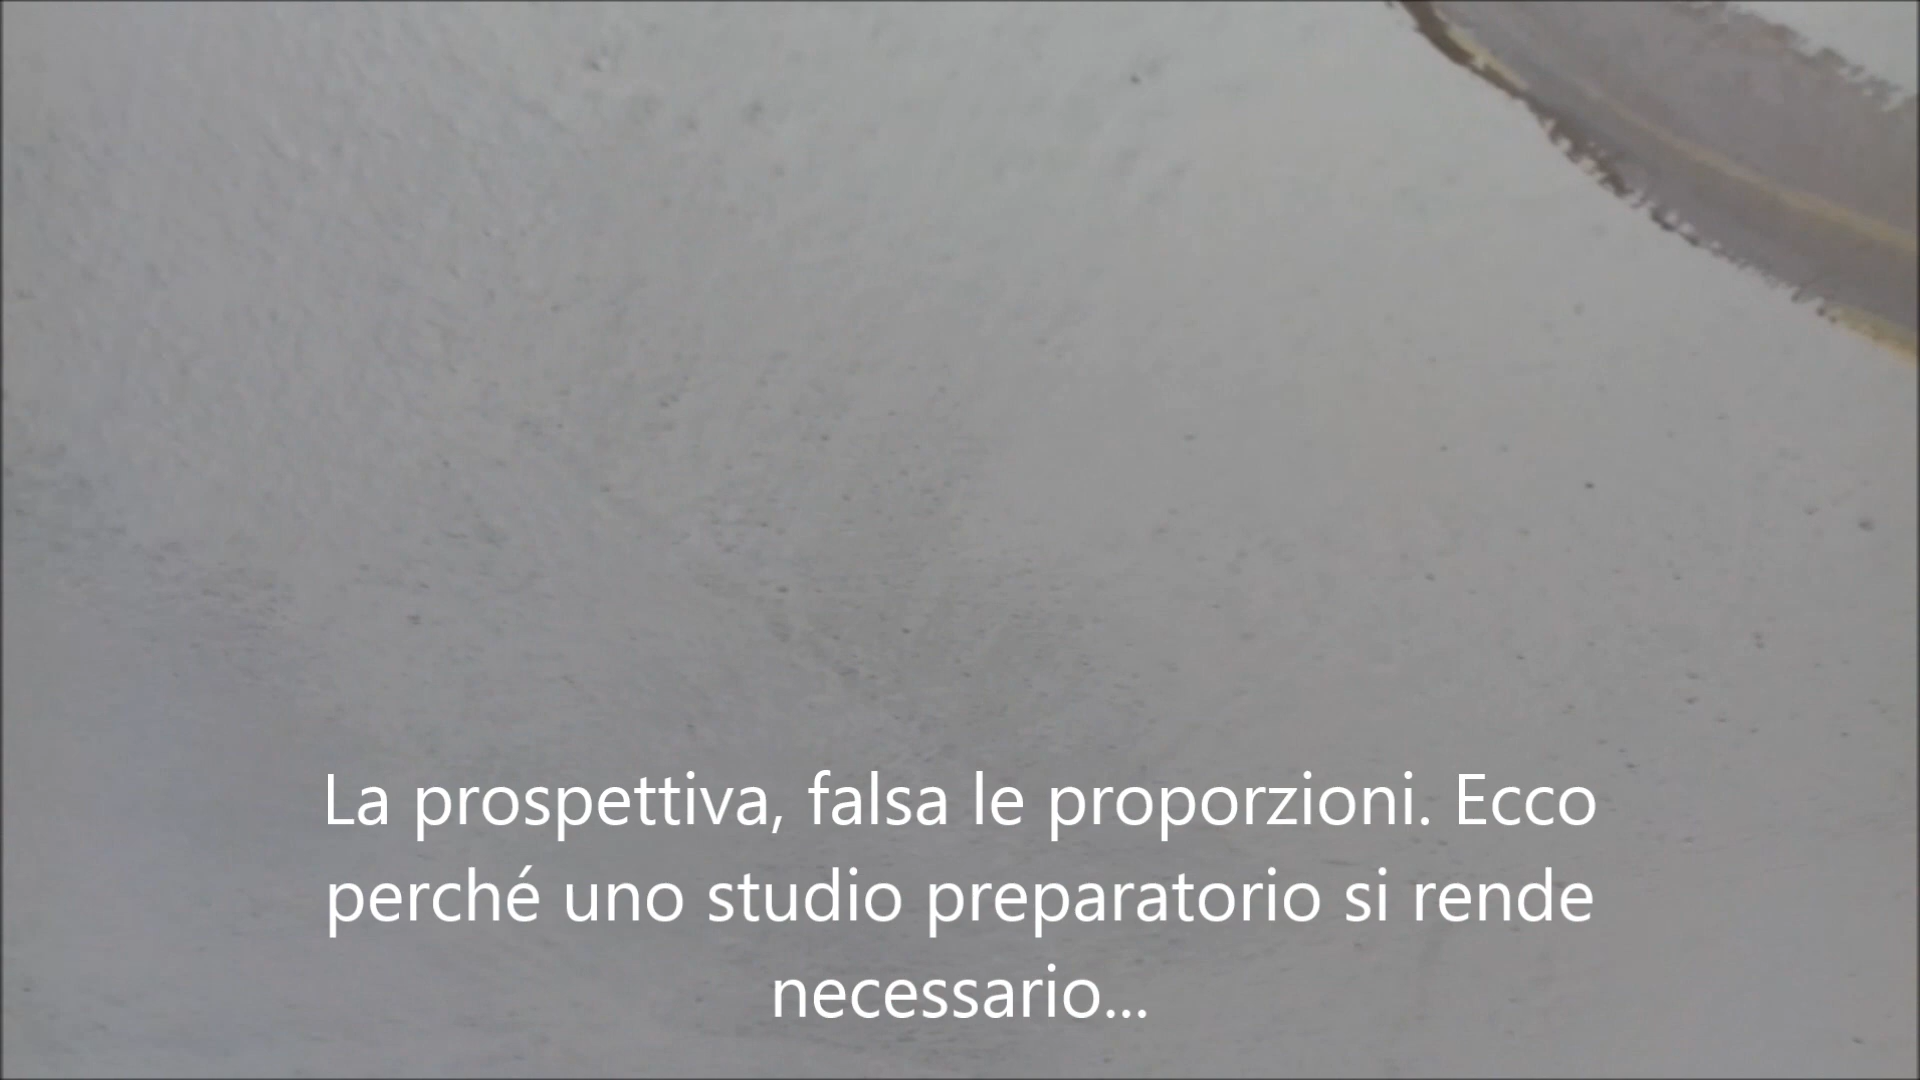 La prospettiva, falsa le proporzioni. Ecco
perché uno studio preparatorio si rende
necessario...